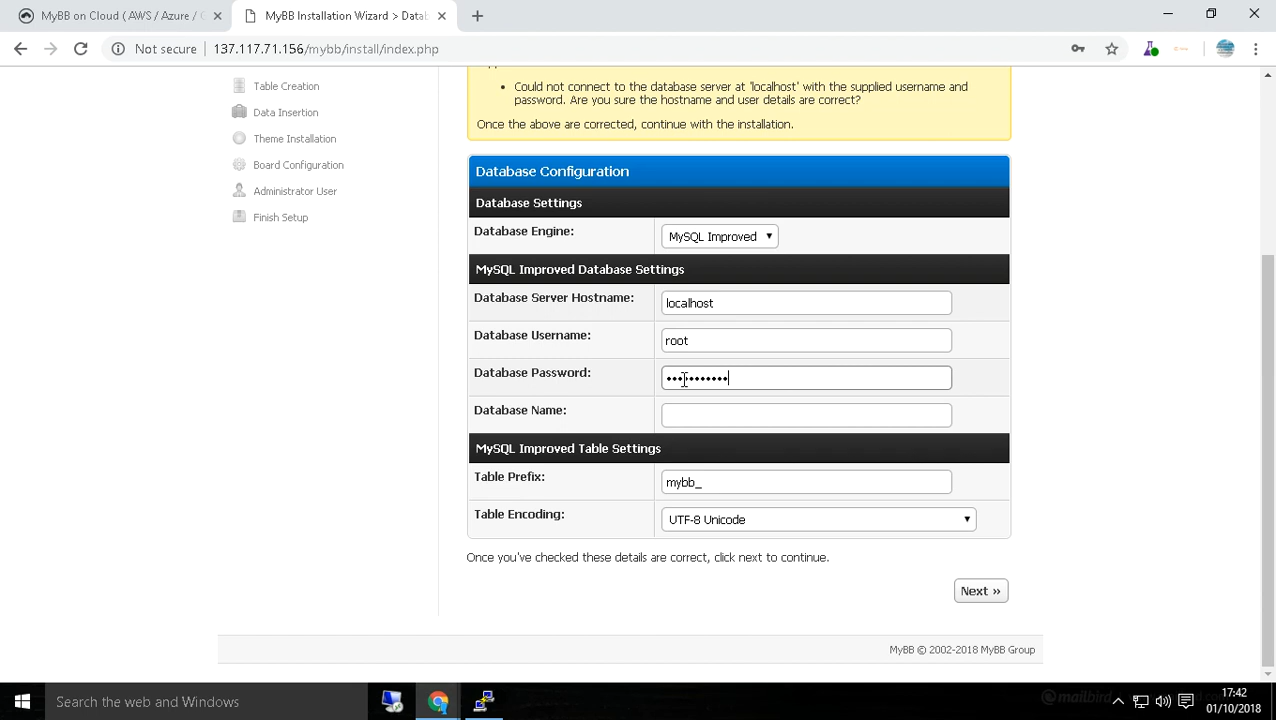 MyBB on Cloud (AWS / Azure /
MyBB Installation Wizard > Datab
Not secure
137.117.71.156/mybb/install/index.php
Table Creation
Data Insertion
Theme Installation
Board Configuration
Administrator User
Finish Setup
• Could not connect to the database server at 'localhost' with the supplied username and
password. Are you sure the hostname and user details are correct?
Once the above are corrected, continue with the installation.
Database Configuration
Database Settings
Database Engine: MySQL Improved
MySQL Improved Database Settings
Database Server Hostname: localhost
Database Username: root
Database Password:
Database Name:
MySQL Improved Table Settings
Table Prefix: mybb_
Table Encoding: UTF-8 Unicode
Once you've checked these details are correct, click next to continue.
Next »
MyBB © 2002-2018 MyBB Group
Search the web and Windows
mailbird
17:42
01/10/2018